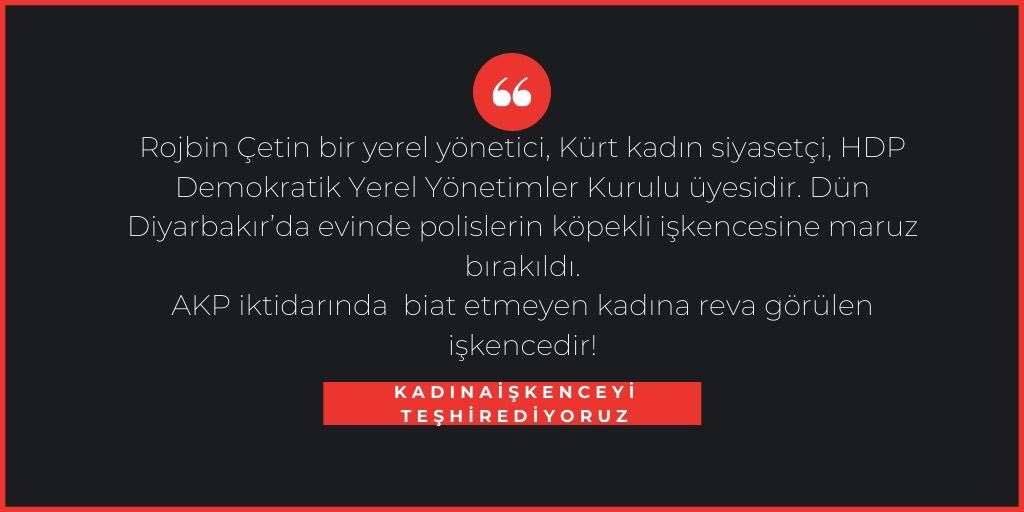 Rojbin Çetin bir yerel yönetici, Kürt kadın siyasetçi, HDP
Demokratik Yerel Yönetimler Kurulu üyesidir. Dün
Diyarbakır’da evinde polislerin köpekli işkencesine maruz
bırakıldı.
AKP iktidarında  biat etmeyen kadına reva görülen
işkencedir!
KADINAİŞKENCEYİ
TEŞHİREDİYORUZ